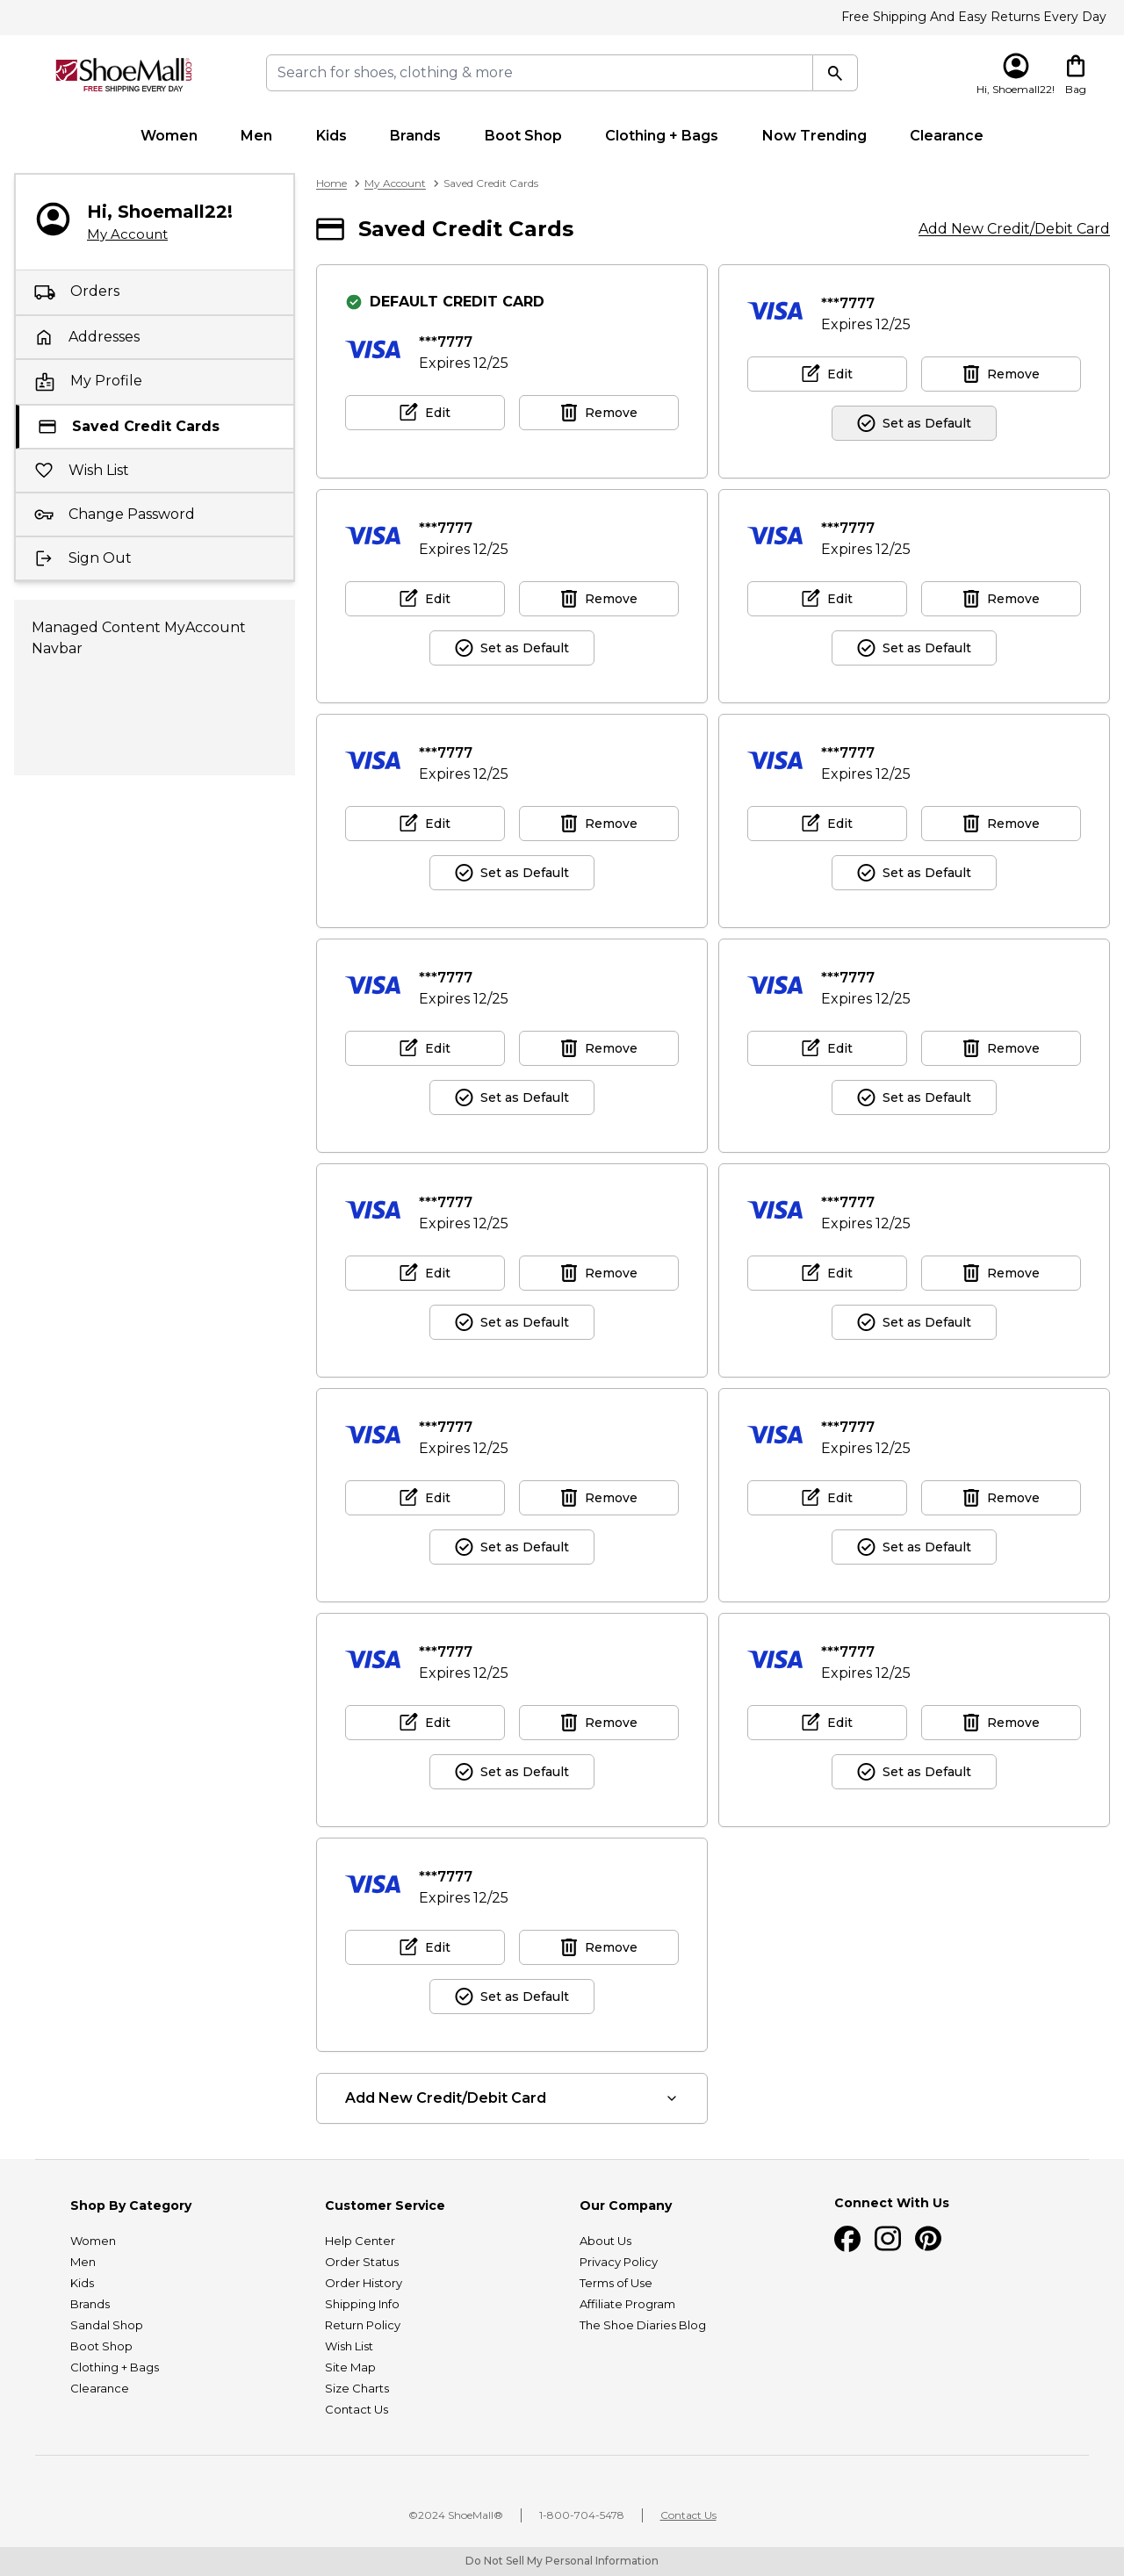 Free Shipping And Easy Returns Every Day
ShoeMall.com
FREE SHIPPING EVERY DAY
Search for shoes, clothing & more
Hi, Shoemall22!
Bag
Women Men Kids Brands Boot Shop Clothing + Bags Now Trending Clearance
Hi, Shoemall22!
My Account
Orders
Addresses
My Profile
Saved Credit Cards
Wish List
Change Password
Sign Out
Managed Content MyAccount
Navbar
Home > My Account > Saved Credit Cards
Saved Credit Cards
Add New Credit/Debit Card
DEFAULT CREDIT CARD
VISA
***7777
Expires 12/25
Edit Remove
VISA
***7777
Expires 12/25
Edit Remove
Set as Default
VISA
***7777
Expires 12/25
Edit Remove
Set as Default
VISA
***7777
Expires 12/25
Edit Remove
Set as Default
VISA
***7777
Expires 12/25
Edit Remove
Set as Default
VISA
***7777
Expires 12/25
Edit Remove
Set as Default
VISA
***7777
Expires 12/25
Edit Remove
Set as Default
VISA
***7777
Expires 12/25
Edit Remove
Set as Default
VISA
***7777
Expires 12/25
Edit Remove
Set as Default
VISA
***7777
Expires 12/25
Edit Remove
Set as Default
VISA
***7777
Expires 12/25
Edit Remove
Set as Default
VISA
***7777
Expires 12/25
Edit Remove
Set as Default
VISA
***7777
Expires 12/25
Edit Remove
Set as Default
VISA
***7777
Expires 12/25
Edit Remove
Set as Default
VISA
***7777
Expires 12/25
Edit Remove
Set as Default
Add New Credit/Debit Card
Shop By Category
Women
Men
Kids
Brands
Sandal Shop
Boot Shop
Clothing + Bags
Clearance
Customer Service
Help Center
Order Status
Order History
Shipping Info
Return Policy
Wish List
Site Map
Size Charts
Contact Us
Our Company
About Us
Privacy Policy
Terms of Use
Affiliate Program
The Shoe Diaries Blog
Connect With Us
©2024 ShoeMall® | 1-800-704-5478 | Contact Us
Do Not Sell My Personal Information